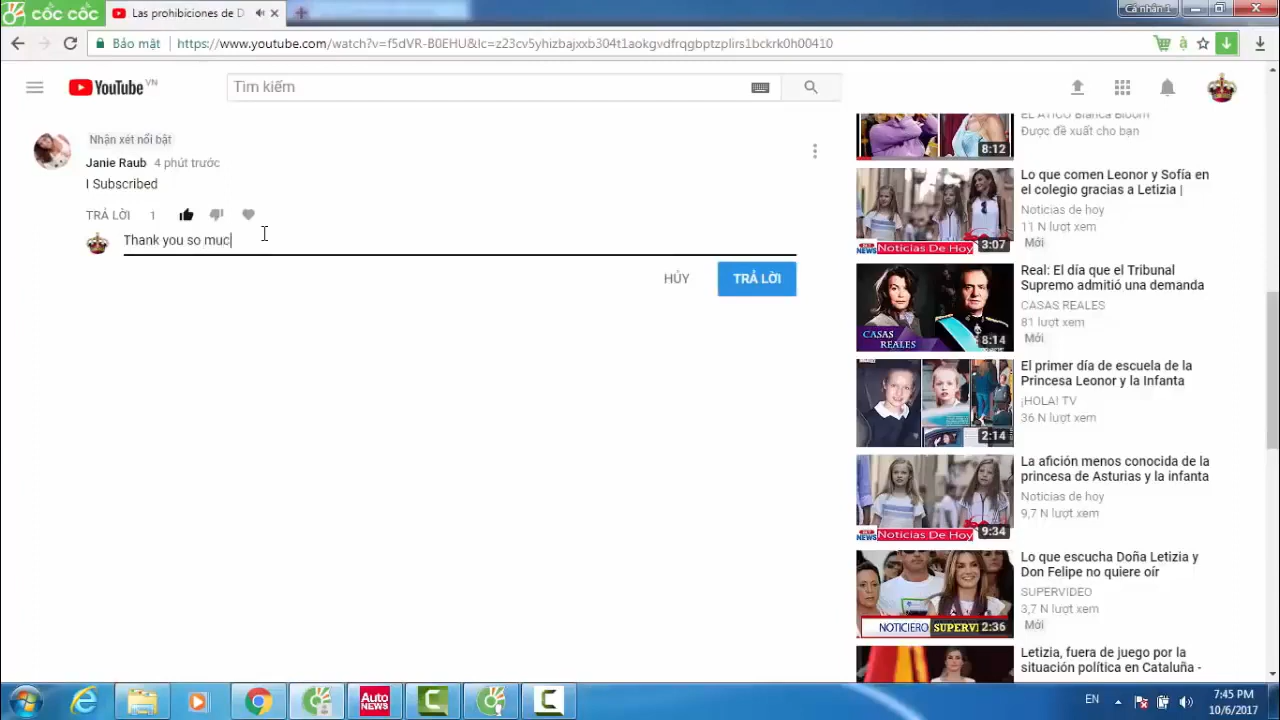 cốc cốc
Las prohibiciones de D
Cá nhân 1
Bảo mật
https://www.youtube.com/watch?v=f5dVR-B0EHU&lc=z23cv5yhizbajxxb304t1aokgvdfrqgbptzplirs1bckrk0h00410
YouTube VN
Tìm kiếm
Nhận xét nổi bật
Janie Raub 4 phút trước
I Subscribed
TRẢ LỜI 1
Thank you so muc
HỦY
TRẢ LỜI
EL ÁTICO Blanca Bloom
Được đề xuất cho bạn
8:12
Lo que comen Leonor y Sofía en
el colegio gracias a Letizia |
Noticias de hoy
11 N lượt xem
Mới
NEWS
Noticias De Hoy
3:07
Real: El día que el Tribunal
Supremo admitió una demanda
CASAS REALES
81 lượt xem
Mới
CASAS
REALES
8:14
El primer día de escuela de la
Princesa Leonor y la Infanta
¡HOLA! TV
36 N lượt xem
2:14
La afición menos conocida de la
princesa de Asturias y la infanta
Noticias de hoy
9,7 N lượt xem
NEWS
Noticias De Hoy
9:34
Lo que escucha Doña Letizia y
Don Felipe no quiere oír
SUPERVIDEO
3,7 N lượt xem
Mới
NOTICIERO
SUPERVI
2:36
Letizia, fuera de juego por la
situación política en Cataluña -
Auto
NEWS
EN
7:45 PM
10/6/2017